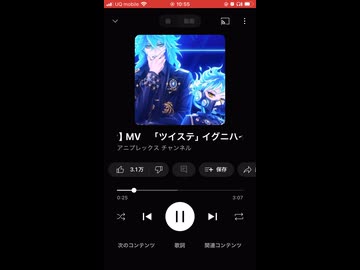 UQ mobile
10:55
曲
動画
】MV 「ツイステ」イグニハイ
アニプレックス チャンネル
3.1万
保存
0:25
3:07
次のコンテンツ
歌詞
関連コンテンツ